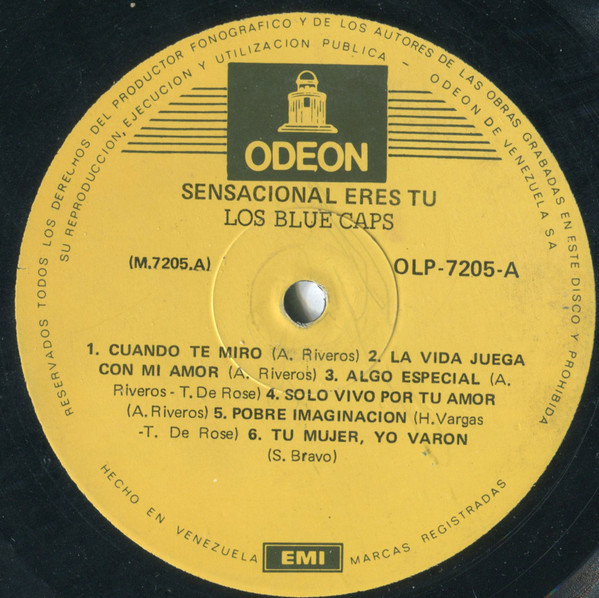 RESERVADOS TODOS LOS DERECHOS DEL PRODUCTOR FONOGRAFICO Y DE LOS AUTORES DE LAS OBRAS GRABADAS EN ESTE DISCO Y PROHIBIDA
SU REPRODUCCION, EJECUCION Y UTILIZACION PUBLICA - ODEON DE VENEZUELA SA
ODEON
SENSACIONAL ERES TU
LOS BLUE CAPS
(M.7205.A)
OLP-7205-A
1. CUANDO TE MIRO (A. Riveros) 2. LA VIDA JUEGA
CON MI AMOR (A. Riveros) 3. ALGO ESPECIAL (A.
Riveros - T. De Rose) 4. SOLO VIVO POR TU AMOR
(A. Riveros) 5. POBRE IMAGINACION (H. Vargas
-T. De Rose) 6. TU MUJER, YO VARON
(S. Bravo)
HECHO EN VENEZUELA
EMI
MARCAS REGISTRADAS